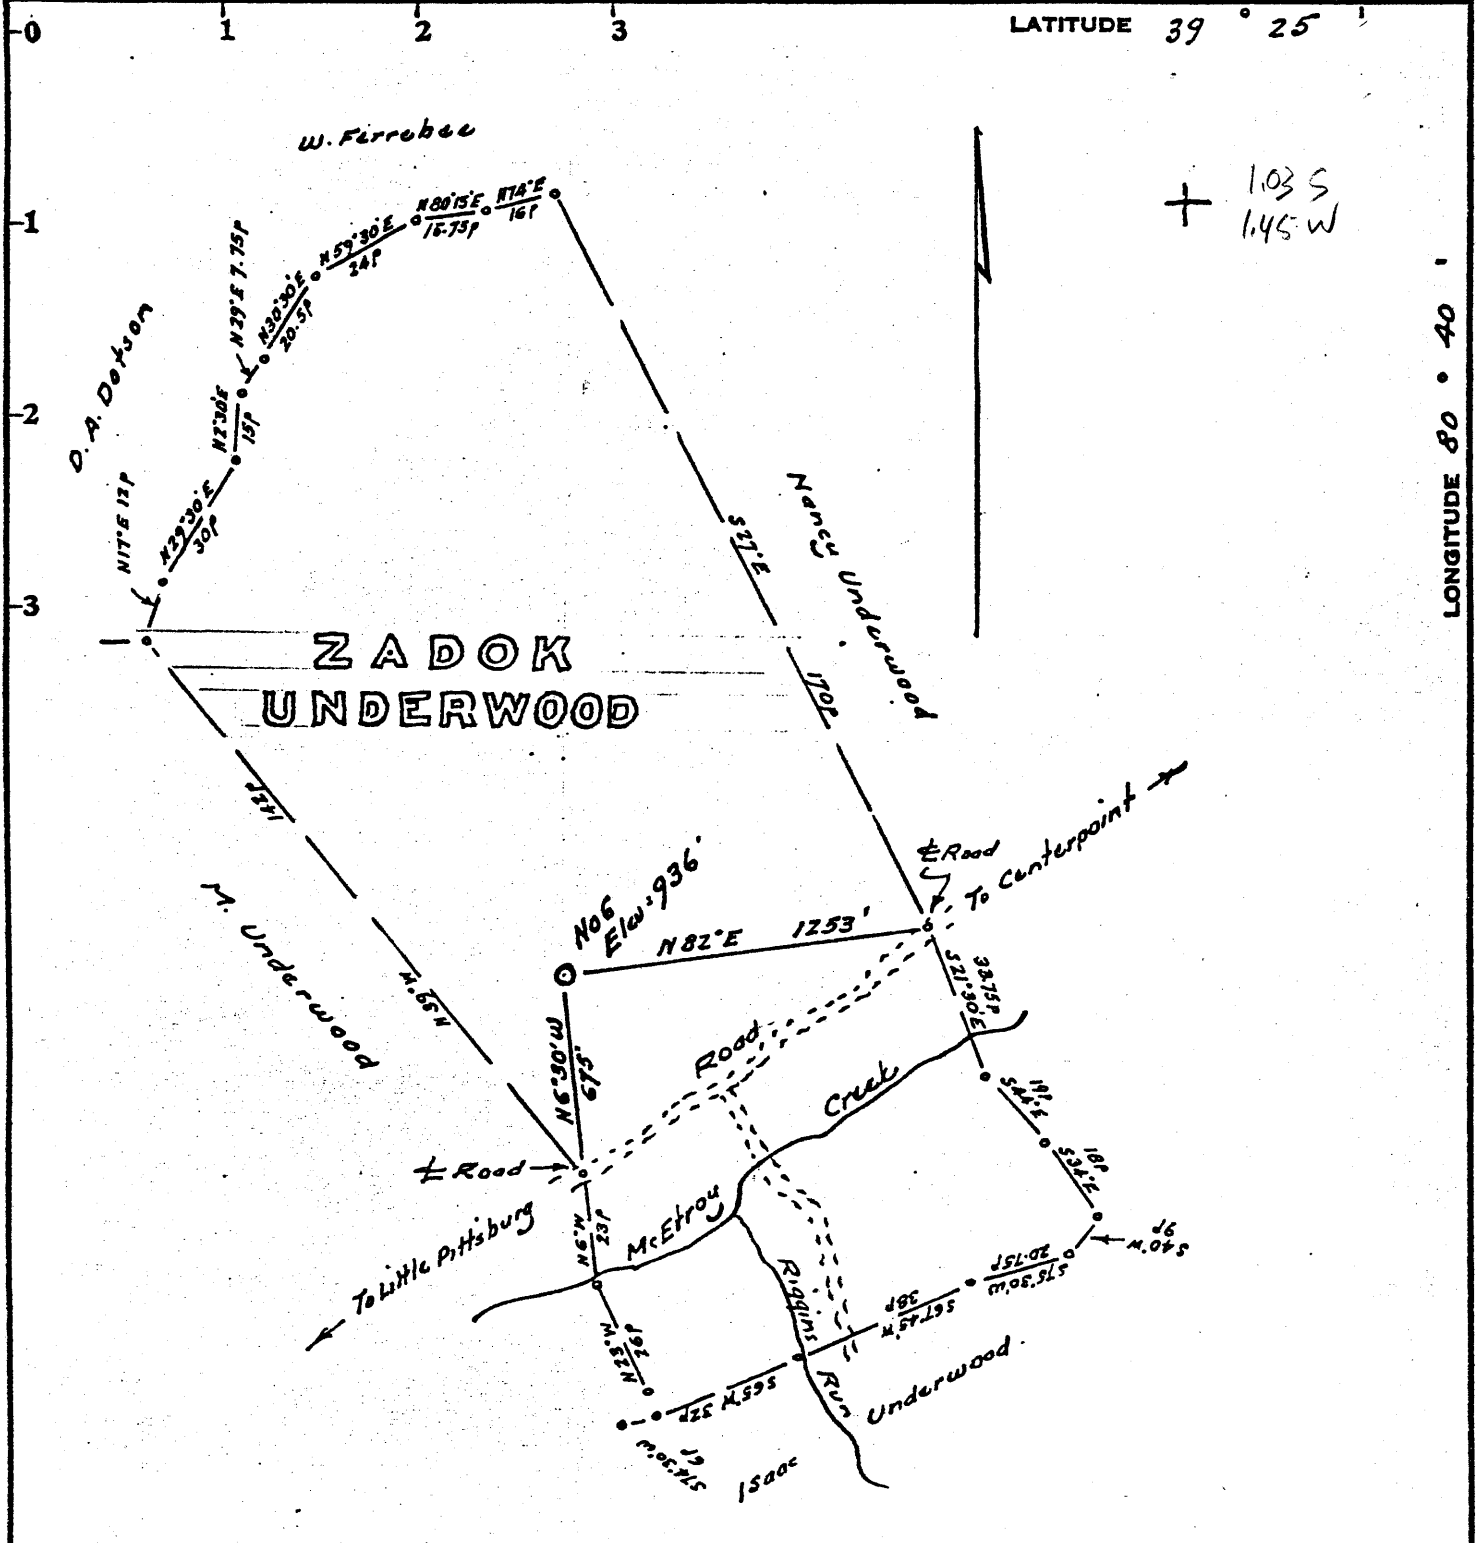 0 1 2 3
LATITUDE 39 ° 25 '
1
2
3
LONGITUDE 80 ° 40 '
1.03 S
1.45 W
W. Ferrebee
D. A. Dotson
N17°E 12P
N29°30'E
30P
N2°30'E
15P
N29°E 7.75P
N30°30'E
20.5P
N59°30'E
24P
N80°15'E
15.75P
N74°E
16P
S27°E
170P
Nancy Underwood
ZADOK
UNDERWOOD
142P
N39°W
M. Underwood
No6
Elev: 936'
N82°E 1253'
N6°30'W
675'
℄ Road
To Centerpoint
Road
33.75P
S21°30'E
Creek
19P
S44°E
18P
S34°E
S40°W
9P
℄ Road
To Little Pittsburg
N6°W
23P
McElroy
Riggins
Run
20.75P
S75°30'W
38P
S67°45'W
S65°W 32P
N23°W
26P
S74°30'W
6P
Isaac Underwood